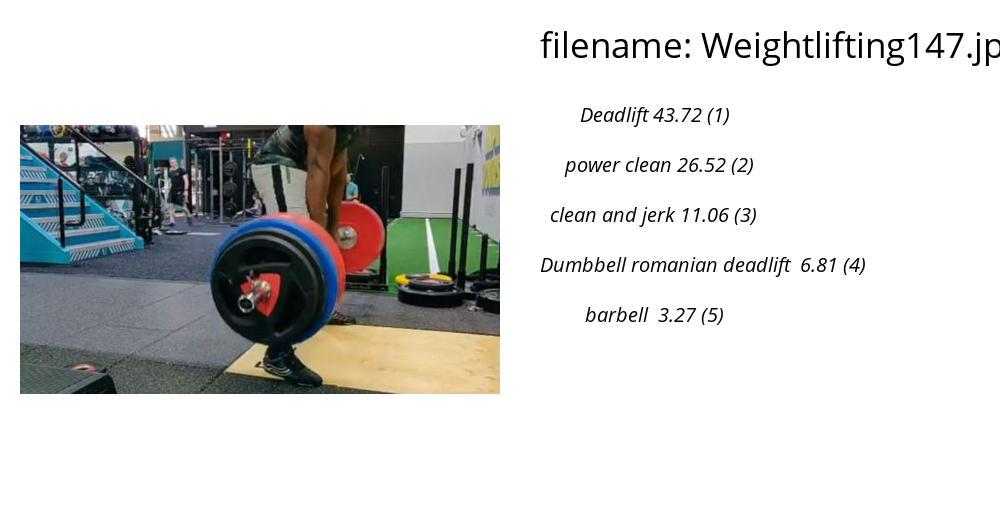 filename: Weightlifting147.jp
Deadlift 43.72 (1)
power clean 26.52 (2)
clean and jerk 11.06 (3)
Dumbbell romanian deadlift 6.81 (4)
barbell 3.27 (5)